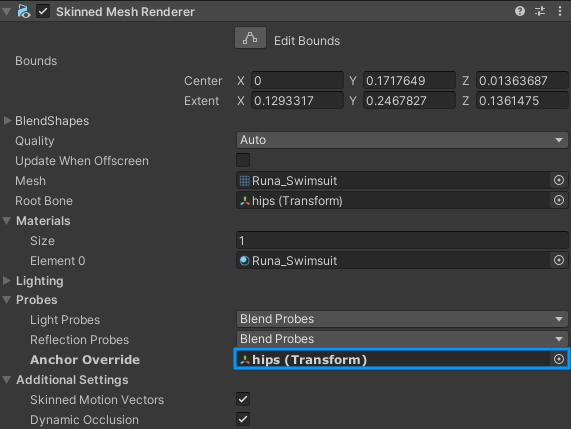 Skinned Mesh Renderer
Edit Bounds
Bounds
Center X 0 Y 0.1717649 Z 0.01363687
Extent X 0.1293317 Y 0.2467827 Z 0.1361475
BlendShapes
Quality Auto
Update When Offscreen
Mesh Runa_Swimsuit
Root Bone hips (Transform)
Materials
Size 1
Element 0 Runa_Swimsuit
Lighting
Probes
Light Probes Blend Probes
Reflection Probes Blend Probes
Anchor Override hips (Transform)
Additional Settings
Skinned Motion Vectors
Dynamic Occlusion